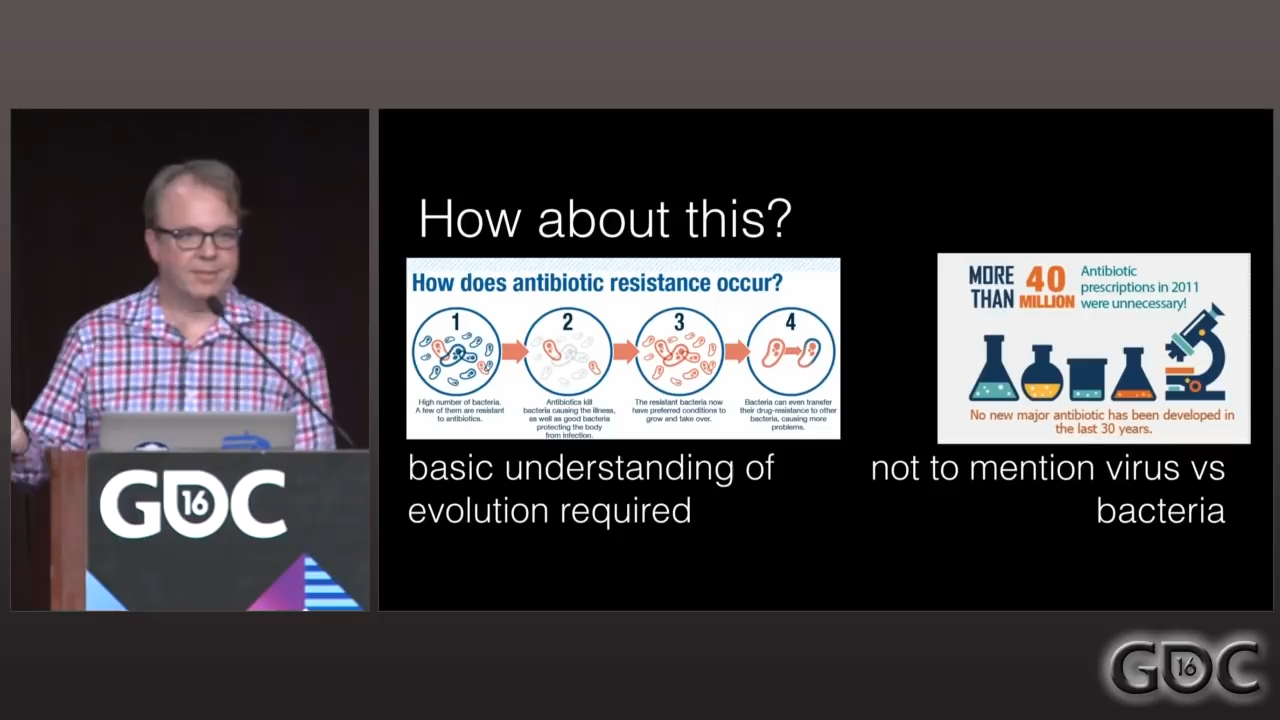 How about this?
How does antibiotic resistance occur?
1
2
3
4
High number of bacteria.
A few of them are resistant
to antibiotics.
Antibiotics kill
bacteria causing the illness,
as well as good bacteria
protecting the body
from infection.
The resistant bacteria now
have preferred conditions to
grow and take over.
Bacteria can even transfer
their drug-resistance to other
bacteria, causing more
problems.
MORE
THAN
40
MILLION
Antibiotic
prescriptions in 2011
were unnecessary!
No new major antibiotic has been developed in
the last 30 years.
basic understanding of
evolution required
not to mention virus vs
bacteria
GDC
16
GDC
16